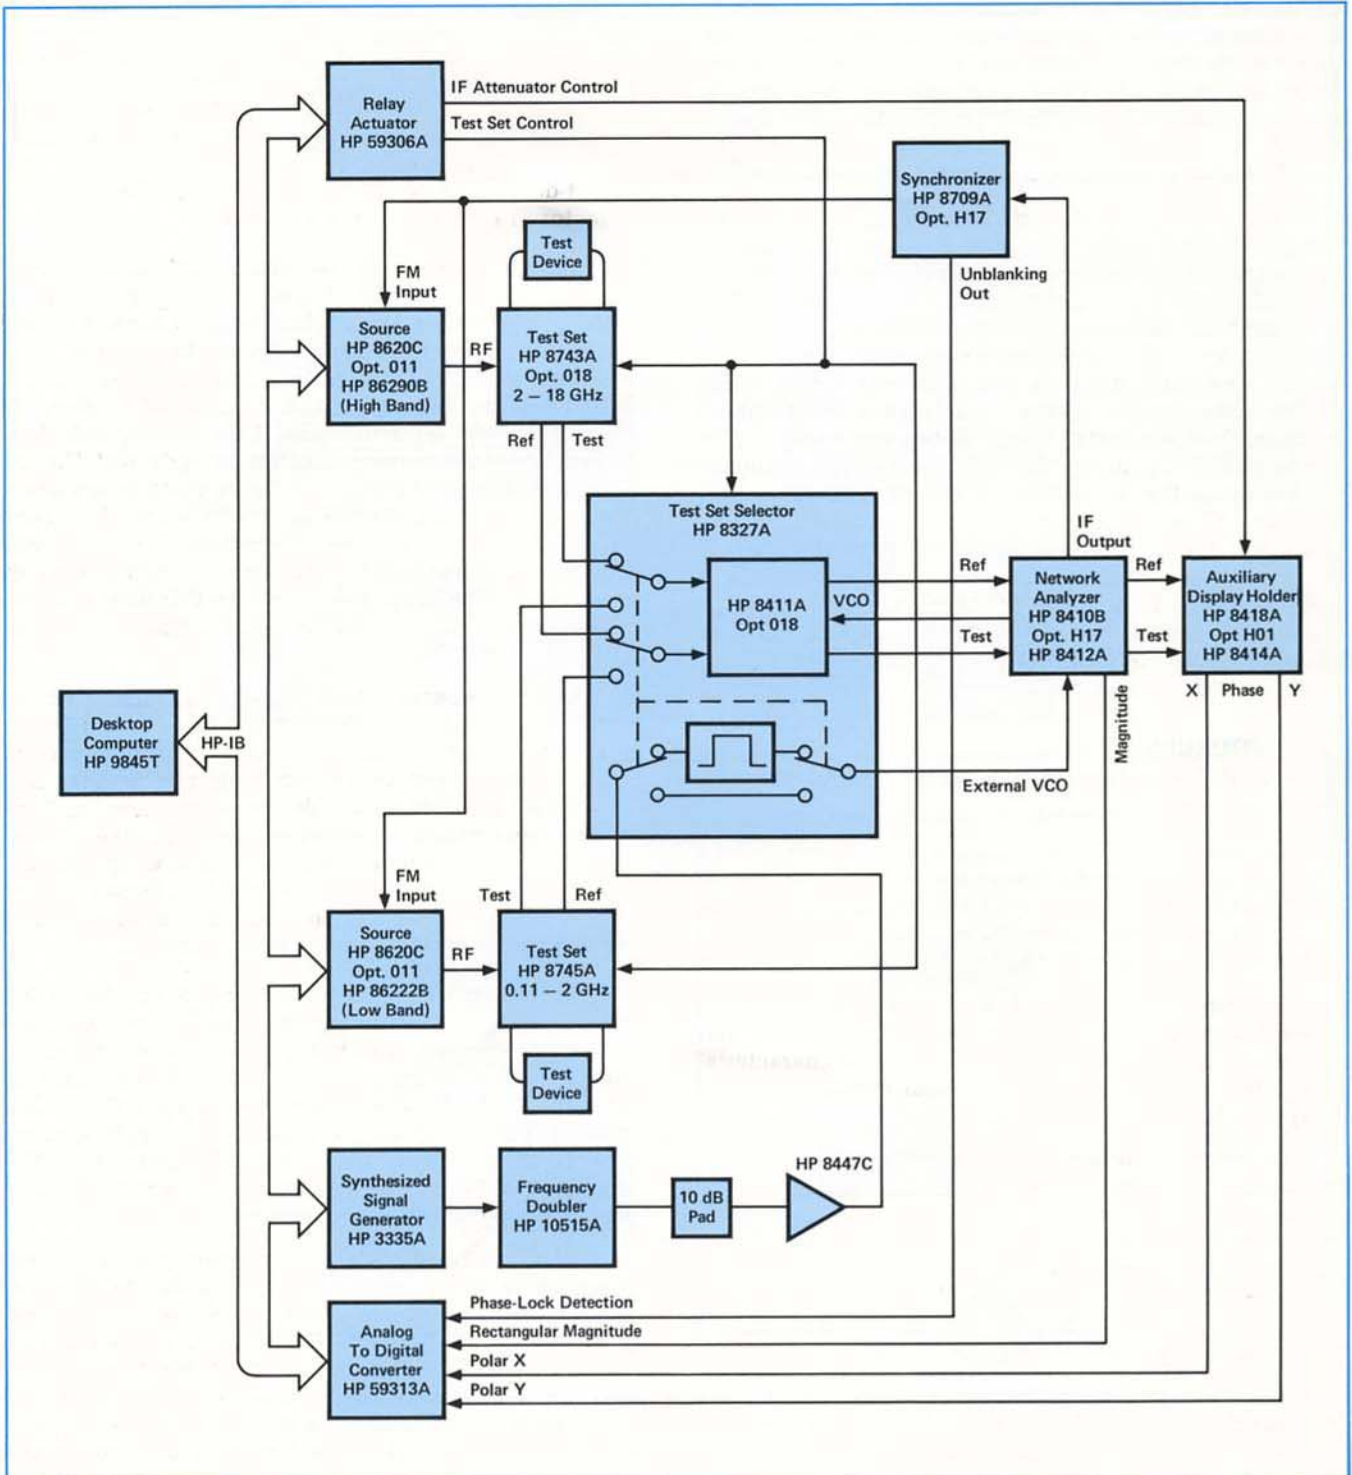 Relay
Actuator
HP 59306A
IF Attenuator Control
Test Set Control
Synchronizer
HP 8709A
Opt. H17
Unblanking
Out
Test
Device
FM
Input
Source
HP 8620C
Opt. 011
HP 86290B
(High Band)
RF
Test Set
HP 8743A
Opt. 018
2 – 18 GHz
Ref
Test
Test Set Selector
HP 8327A
HP 8411A
Opt 018
Ref
VCO
Test
IF
Output
Network
Analyzer
HP 8410B
Opt. H17
HP 8412A
Ref
Test
Auxiliary
Display Holder
HP 8418A
Opt H01
HP 8414A
X
Phase
Y
Magnitude
External VCO
Desktop
Computer
HP 9845T
HP-IB
FM
Input
Test
Ref
Source
HP 8620C
Opt. 011
HP 86222B
(Low Band)
RF
Test Set
HP 8745A
0.11 – 2 GHz
Test
Device
Synthesized
Signal
Generator
HP 3335A
Frequency
Doubler
HP 10515A
10 dB
Pad
HP 8447C
Analog
To Digital
Converter
HP 59313A
Phase-Lock Detection
Rectangular Magnitude
Polar X
Polar Y